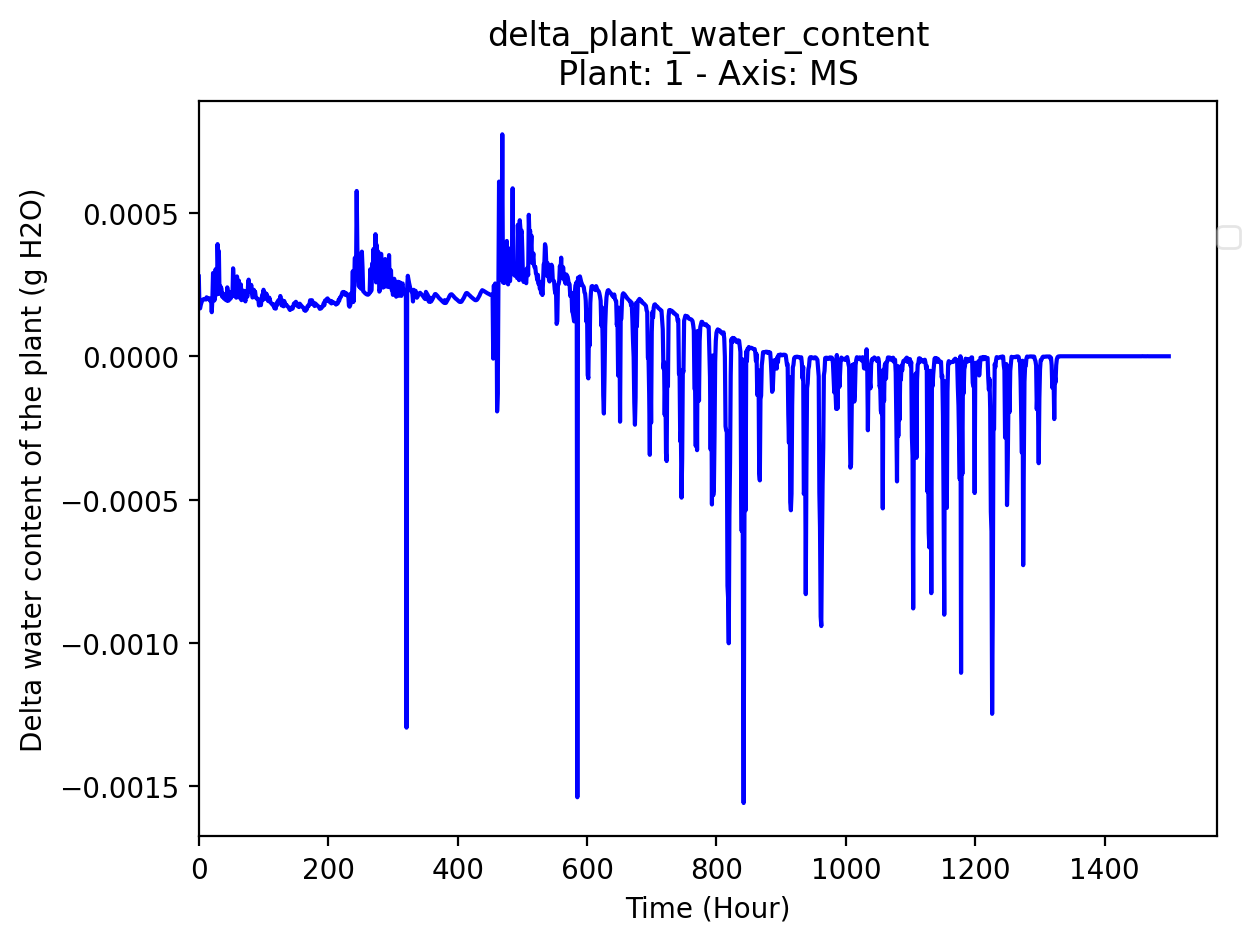 delta_plant_water_content
Plant: 1 - Axis: MS
Delta water content of the plant (g H2O)
0.0005
0.0000
−0.0005
−0.0010
−0.0015
0 200 400 600 800 1000 1200 1400
Time (Hour)